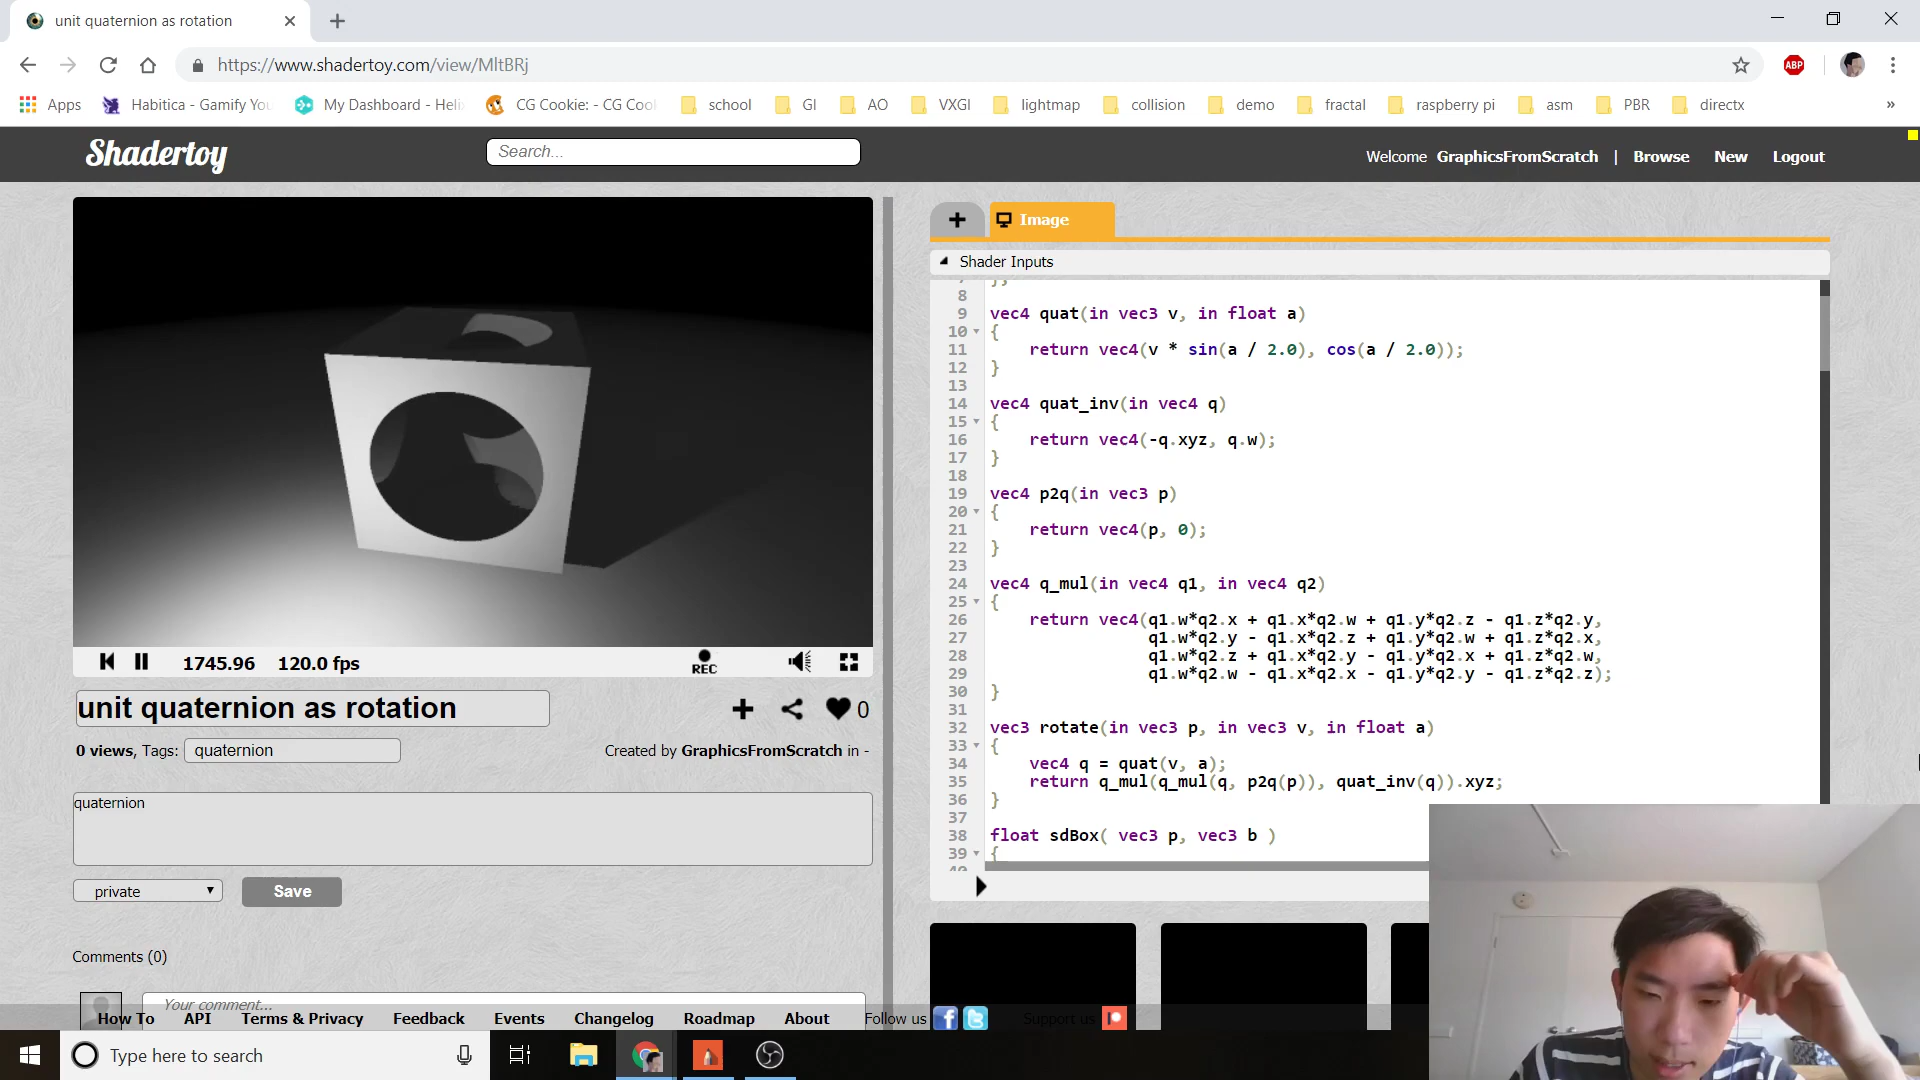 unit quaternion as rotation
https://www.shadertoy.com/view/MltBRj
ABP
Apps
Habitica - Gamify You
My Dashboard - Heli
CG Cookie: - CG Cool
school
GI
AO
VXGI
lightmap
collision
demo
fractal
raspberry pi
asm
PBR
directx
»
Shadertoy
Search...
Welcome GraphicsFromScratch | Browse New Logout
Image
Shader Inputs
8
9 vec4 quat(in vec3 v, in float a)
10 {
11 return vec4(v * sin(a / 2.0), cos(a / 2.0));
12 }
13
14 vec4 quat_inv(in vec4 q)
15 {
16 return vec4(-q.xyz, q.w);
17 }
18
19 vec4 p2q(in vec3 p)
20 {
21 return vec4(p, 0);
22 }
23
24 vec4 q_mul(in vec4 q1, in vec4 q2)
25 {
26 return vec4(q1.w*q2.x + q1.x*q2.w + q1.y*q2.z - q1.z*q2.y,
27 q1.w*q2.y - q1.x*q2.z + q1.y*q2.w + q1.z*q2.x,
28 q1.w*q2.z + q1.x*q2.y - q1.y*q2.x + q1.z*q2.w,
29 q1.w*q2.w - q1.x*q2.x - q1.y*q2.y - q1.z*q2.z);
30 }
31
32 vec3 rotate(in vec3 p, in vec3 v, in float a)
33 {
34 vec4 q = quat(v, a);
35 return q_mul(q_mul(q, p2q(p)), quat_inv(q)).xyz;
36 }
37
38 float sdBox( vec3 p, vec3 b )
39 {
1745.96 120.0 fps
REC
unit quaternion as rotation
0
0 views, Tags: quaternion
Created by GraphicsFromScratch in -
quaternion
private
Save
Comments (0)
Your comment...
How To API Terms & Privacy Feedback Events Changelog Roadmap About Follow us Support us
Type here to search